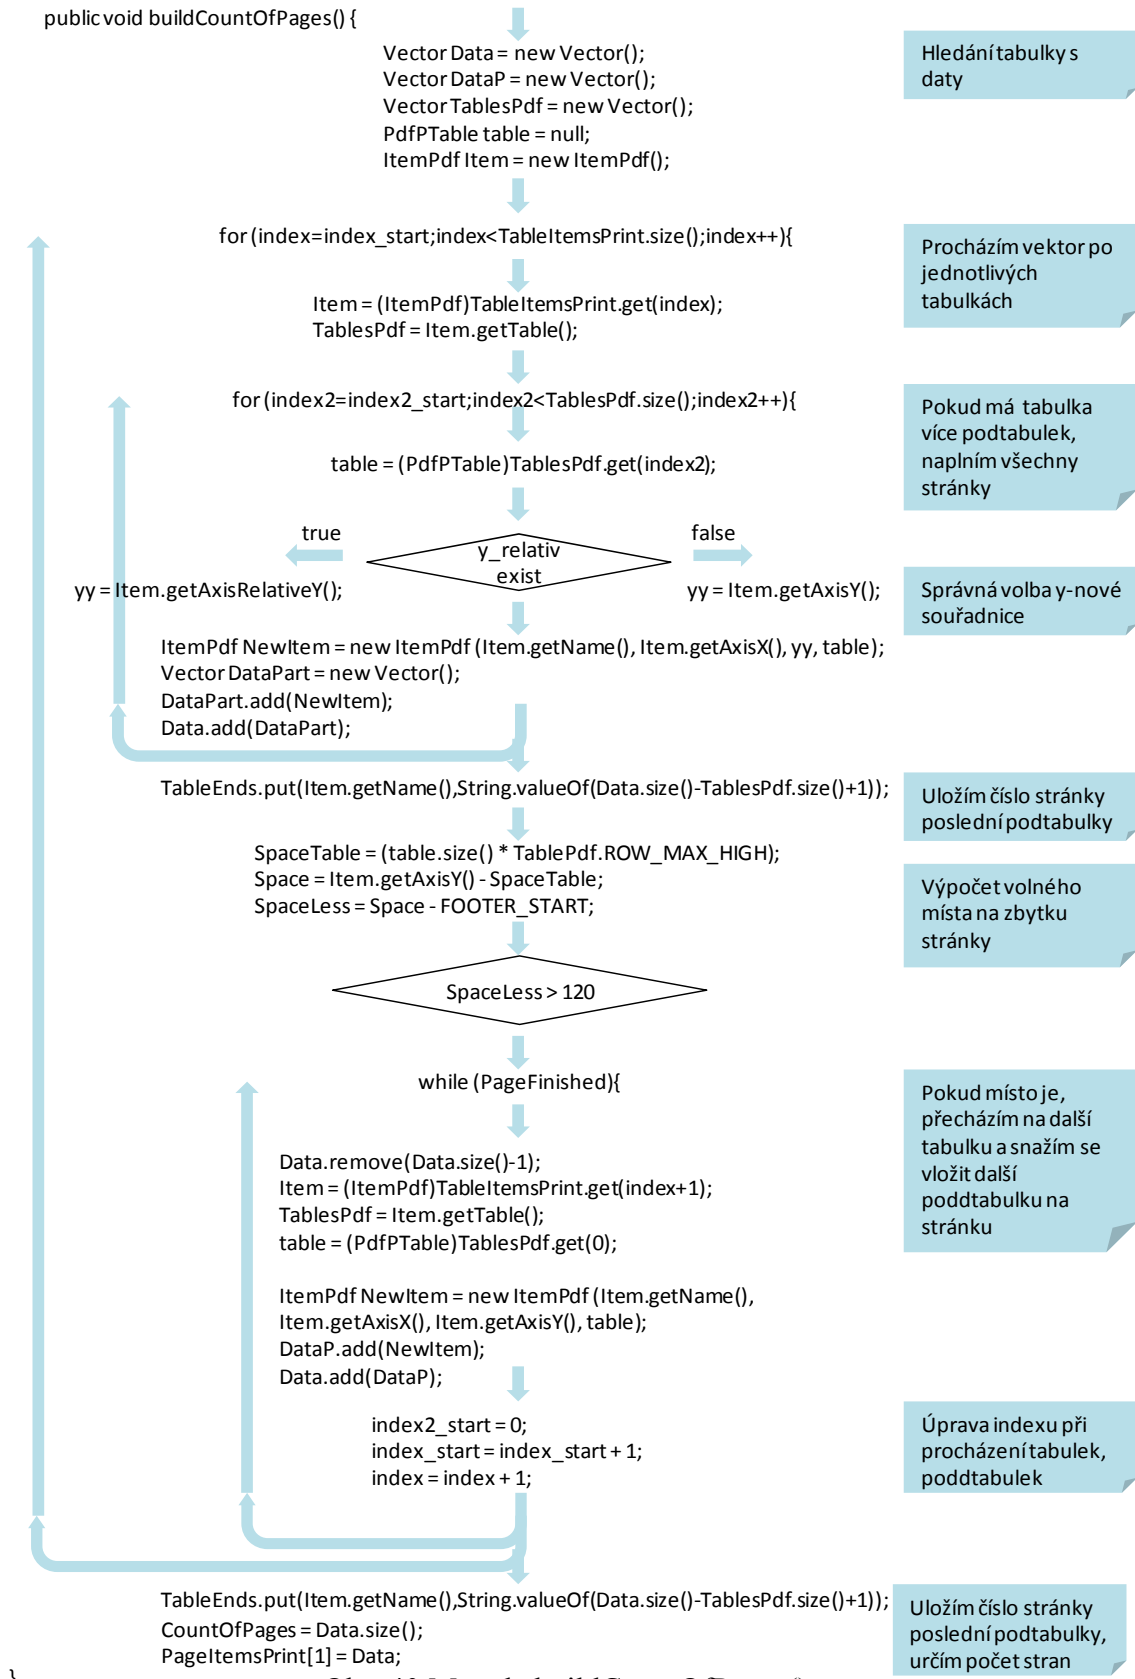 public void buildCountOfPages() {
Vector Data = new Vector();
Vector DataP = new Vector();
Vector TablesPdf = new Vector();
PdfPTable table = null;
ItemPdf Item = new ItemPdf();
Hledání tabulky s
daty
for (index=index_start;index<TableItemsPrint.size();index++){
Item = (ItemPdf)TableItemsPrint.get(index);
TablesPdf = Item.getTable();
Procházím vektor po
jednotlivých
tabulkách
for (index2=index2_start;index2<TablesPdf.size();index2++){
table = (PdfPTable)TablesPdf.get(index2);
Pokud má tabulka
více podtabulek,
naplním všechny
stránky
true
false
y_relativ
exist
yy = Item.getAxisRelativeY();
yy = Item.getAxisY();
Správná volba y-nové
souřadnice
ItemPdf NewItem = new ItemPdf (Item.getName(), Item.getAxisX(), yy, table);
Vector DataPart = new Vector();
DataPart.add(NewItem);
Data.add(DataPart);
TableEnds.put(Item.getName(),String.valueOf(Data.size()-TablesPdf.size()+1));
Uložím číslo stránky
poslední podtabulky
SpaceTable = (table.size() * TablePdf.ROW_MAX_HIGH);
Space = Item.getAxisY() - SpaceTable;
SpaceLess = Space - FOOTER_START;
Výpočet volného
místa na zbytku
stránky
SpaceLess > 120
while (PageFinished){
Data.remove(Data.size()-1);
Item = (ItemPdf)TableItemsPrint.get(index+1);
TablesPdf = Item.getTable();
table = (PdfPTable)TablesPdf.get(0);
Pokud místo je,
přecházím na další
tabulku a snažím se
vložit další
poddtabulku na
stránku
ItemPdf NewItem = new ItemPdf (Item.getName(),
Item.getAxisX(), Item.getAxisY(), table);
DataP.add(NewItem);
Data.add(DataP);
index2_start = 0;
index_start = index_start + 1;
index = index + 1;
Úprava indexu při
procházení tabulek,
poddtabulek
TableEnds.put(Item.getName(),String.valueOf(Data.size()-TablesPdf.size()+1));
CountOfPages = Data.size();
PageItemsPrint[1] = Data;
Uložím číslo stránky
poslední podtabulky,
určím počet stran
}